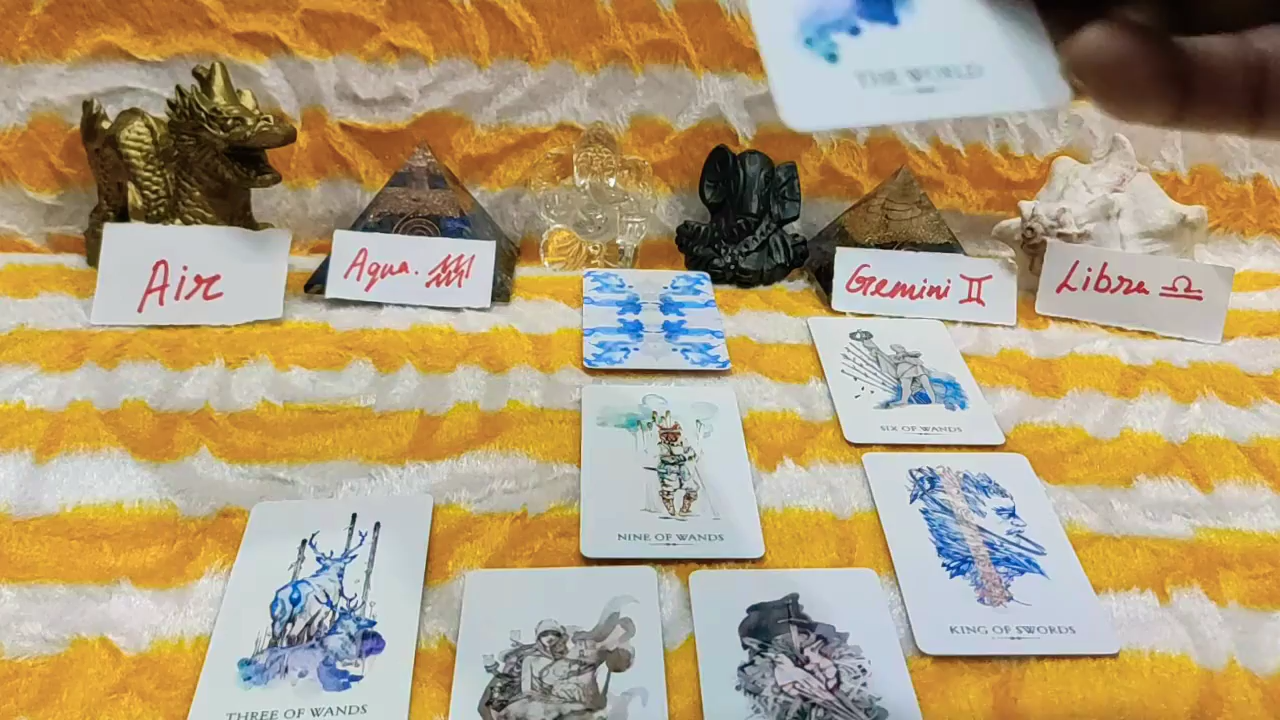 THE WORLD
Air
Aqua. ♒
Gemini ♊
Libra ♎
SIX OF WANDS
NINE OF WANDS
KING OF SWORDS
THREE OF WANDS